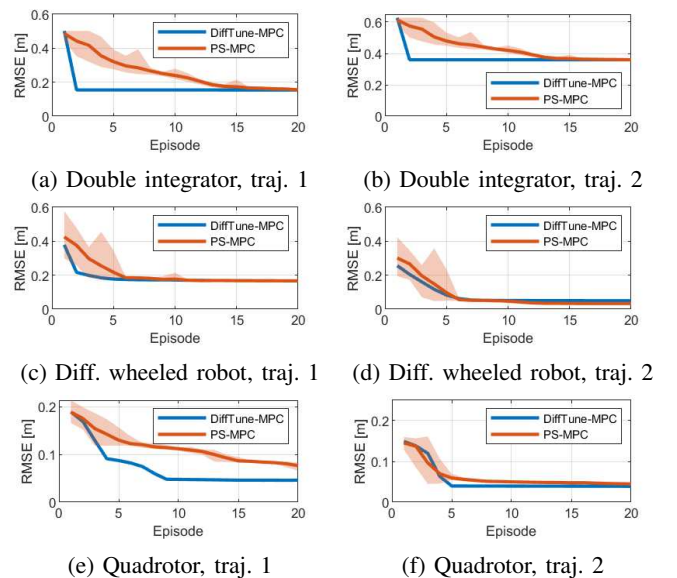 0.6
0.4
0.2
0
RMSE [m]
DiffTune-MPC
PS-MPC
0 5 10 15 20
Episode
(a) Double integrator, traj. 1
0.6
0.4
0.2
0
RMSE [m]
DiffTune-MPC
PS-MPC
0 5 10 15 20
Episode
(b) Double integrator, traj. 2
0.6
0.4
0.2
0
RMSE [m]
DiffTune-MPC
PS-MPC
0 5 10 15 20
Episode
(c) Diff. wheeled robot, traj. 1
0.6
0.4
0.2
0
RMSE [m]
DiffTune-MPC
PS-MPC
0 5 10 15 20
Episode
(d) Diff. wheeled robot, traj. 2
0.2
0.1
0
RMSE [m]
DiffTune-MPC
PS-MPC
0 5 10 15 20
Episode
(e) Quadrotor, traj. 1
0.2
0.1
0
RMSE [m]
DiffTune-MPC
PS-MPC
0 5 10 15 20
Episode
(f) Quadrotor, traj. 2